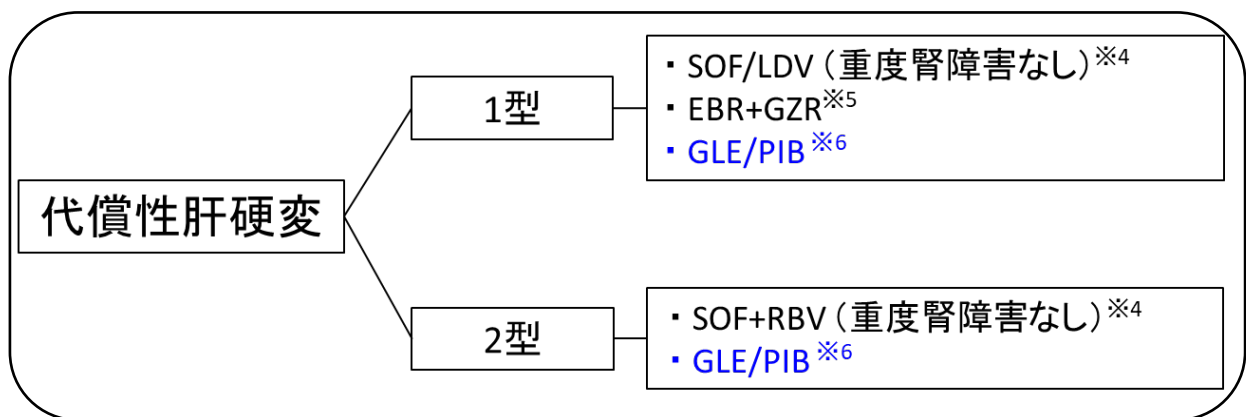 代償性肝硬変
1型
・SOF/LDV（重度腎障害なし）※4
・EBR+GZR※5
・GLE/PIB※6
2型
・SOF+RBV（重度腎障害なし）※4
・GLE/PIB※6